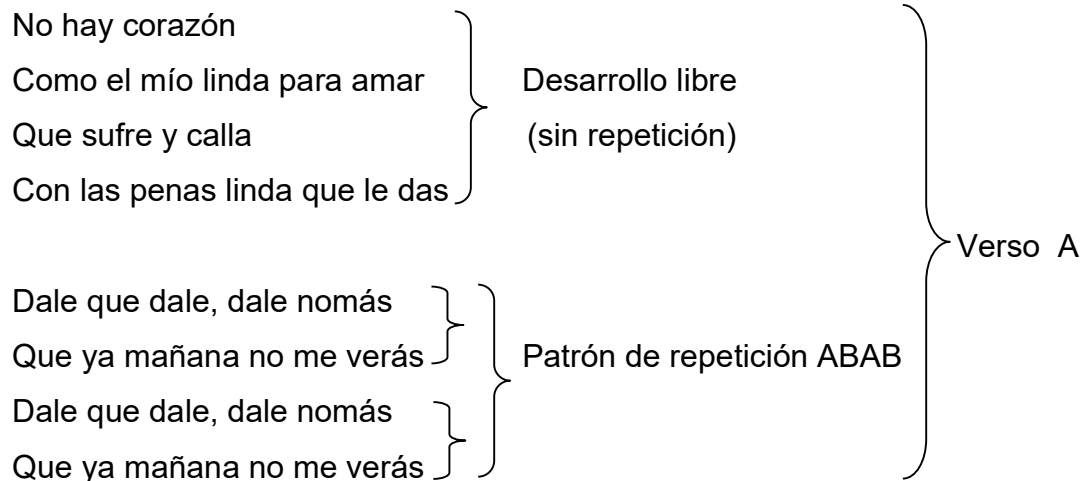 No hay corazón
Como el mío linda para amar Desarrollo libre
Que sufre y calla (sin repetición)
Con las penas linda que le das
Verso A
Dale que dale, dale nomás
Que ya mañana no me verás Patrón de repetición ABAB
Dale que dale, dale nomás
Que ya mañana no me verás